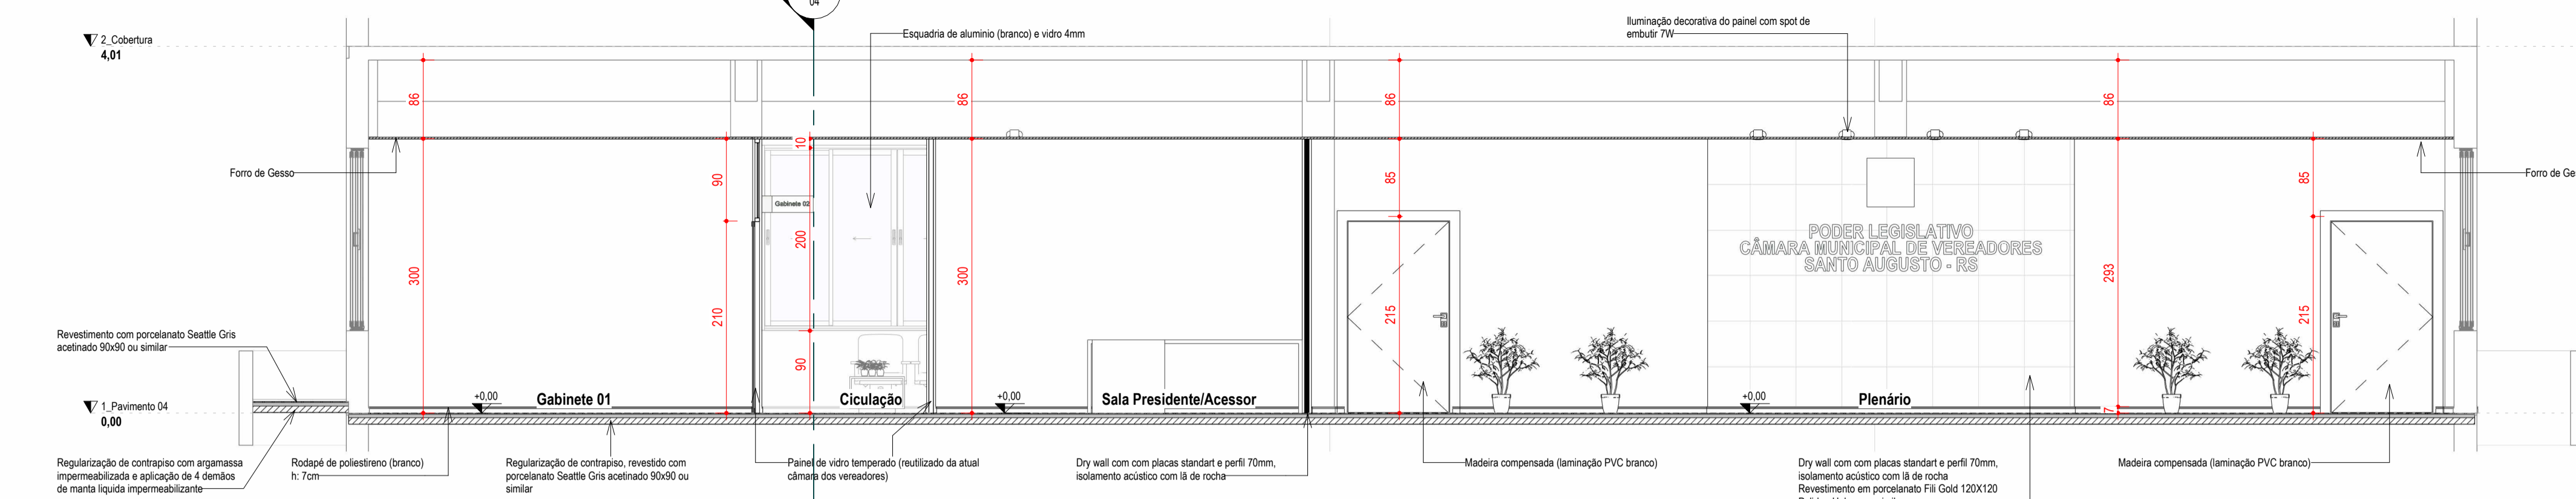 04
2_Cobertura
4,01
Esquadria de aluminio (branco) e vidro 4mm
Iluminação decorativa do painel com spot de
embutir 7W
86
86
86
86
Forro de Gesso
10
90
85
85
Forro de Ge
Gabinete 02
200
PODER LEGISLATIVO
CÂMARA MUNICIPAL DE VEREADORES
SANTO AUGUSTO - RS
300
300
293
210
215
215
90
7
Revestimento com porcelanato Seattle Gris
acetinado 90x90 ou similar
1_Pavimento 04
0,00
+0,00
Gabinete 01
Ciculação
+0,00
Sala Presidente/Acessor
+0,00
Plenário
Regularização de contrapiso com argamassa
impermeabilizada e aplicação de 4 demãos
de manta liquida impermeabilizante
Rodapé de poliestireno (branco)
h: 7cm
Regularização de contrapiso, revestido com
porcelanato Seattle Gris acetinado 90x90 ou
similar
Painel de vidro temperado (reutilizado da atual
câmara dos vereadores)
Dry wall com com placas standart e perfil 70mm,
isolamento acústico com lã de rocha
Madeira compensada (laminação PVC branco)
Dry wall com com placas standart e perfil 70mm,
isolamento acústico com lã de rocha
Revestimento em porcelanato Fili Gold 120X120
Madeira compensada (laminação PVC branco)